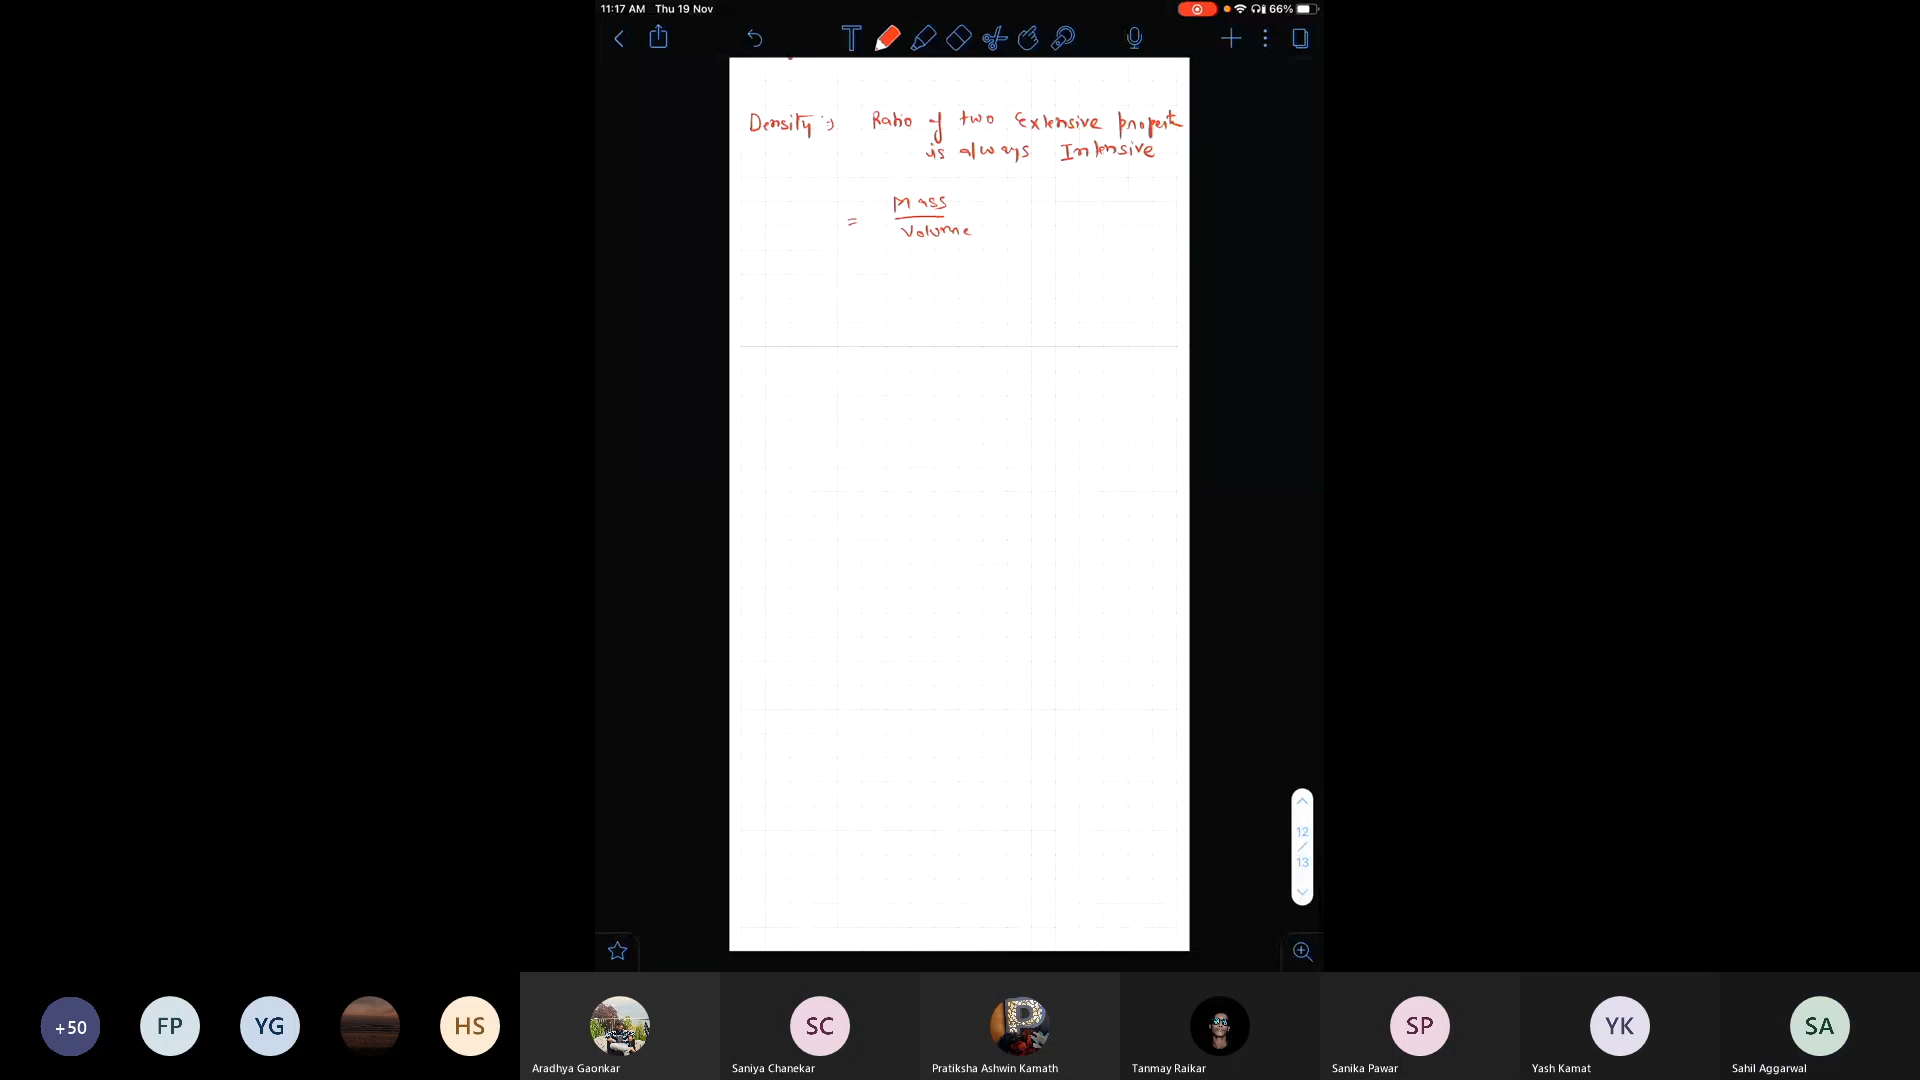 11:17 AM Thu 19 Nov
66%
Density :) Ratio of two Extensive
is always Intensive
= Mass
Volume
12
/
13
+50
FP
YG
HS
SC
SP
YK
SA
Aradhya Gaonkar
Saniya Chanekar
Pratiksha Ashwin Kamath
Tanmay Raikar
Sanika Pawar
Yash Kamat
Sahil Aggarwal